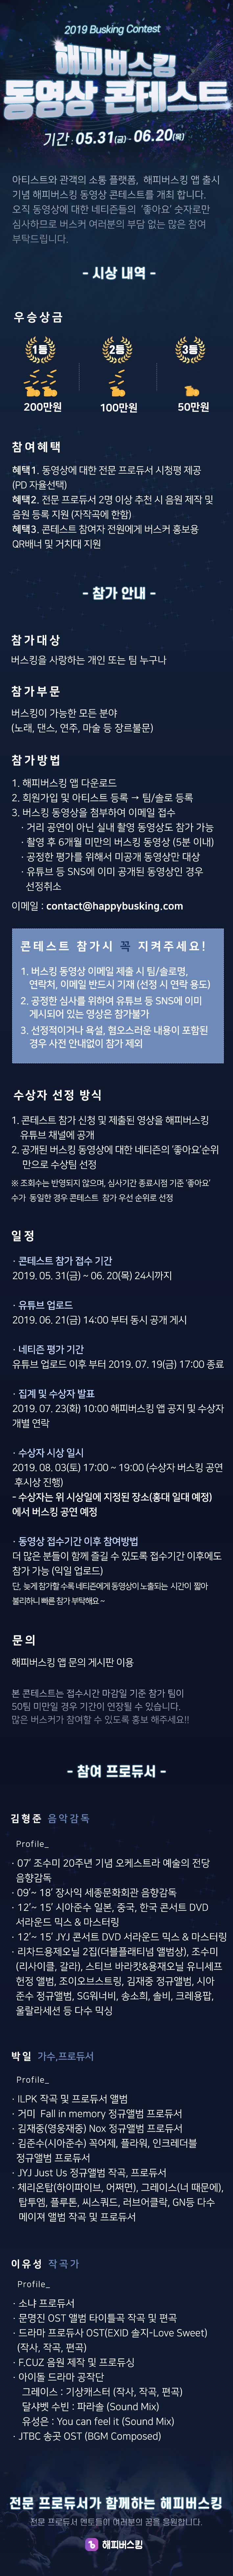 2019 Busking Contest
해피버스킹
동영상 콘테스트
기간 : 05.31(금)~ 06.20(목)
아티스트와 관객의 소통 플랫폼, 해피버스킹 앱 출시
기념 해피버스킹 동영상 콘테스트를 개최 합니다.
오직 동영상에 대한 네티즌들의 '좋아요' 숫자로만
심사하므로 버스커 여러분의 부담 없는 많은 참여
부탁드립니다.
- 시상 내역 -
우승상금
1등 2등 3등
200만원 100만원 50만원
참여혜택
혜택1. 동영상에 대한 전문 프로듀서 시청평 제공
(PD 자율선택)
혜택2. 전문 프로듀서 2명 이상 추천 시 음원 제작 및
음원 등록 지원 (자작곡에 한함)
혜택3. 콘테스트 참여자 전원에게 버스커 홍보용
QR배너 및 거치대 지원
- 참가 안내 -
참가대상
버스킹을 사랑하는 개인 또는 팀 누구나
참가부문
버스킹이 가능한 모든 분야
(노래, 댄스, 연주, 마술 등 장르불문)
참가방법
1. 해피버스킹 앱 다운로드
2. 회원가입 및 아티스트 등록 → 팀/솔로 등록
3. 버스킹 동영상을 첨부하여 이메일 접수
· 거리 공연이 아닌 실내 촬영 동영상도 참가 가능
· 촬영 후 6개월 미만의 버스킹 동영상 (5분 이내)
· 공정한 평가를 위해서 미공개 동영상만 대상
· 유튜브 등 SNS에 이미 공개된 동영상인 경우
선정취소
이메일 : contact@happybusking.com
콘테스트 참가시 꼭 지켜주세요!
1. 버스킹 동영상 이메일 제출 시 팀/솔로명,
연락처, 이메일 반드시 기재 (선정 시 연락 용도)
2. 공정한 심사를 위하여 유튜브 등 SNS에 이미
게시되어 있는 영상은 참가불가
3. 선정적이거나 욕설, 혐오스러운 내용이 포함된
경우 사전 안내없이 참가 제외
수상자 선정 방식
1. 콘테스트 참가 신청 및 제출된 영상을 해피버스킹
유튜브 채널에 공개
2. 공개된 버스킹 동영상에 대한 네티즌의 '좋아요'순위
만으로 수상팀 선정
※ 조회수는 반영되지 않으며, 심사기간 종료시점 기준 '좋아요'
수가 동일한 경우 콘테스트 참가 우선 순위로 선정
일정
· 콘테스트 참가 접수 기간
2019. 05. 31(금) ~ 06. 20(목) 24시까지
· 유튜브 업로드
2019. 06. 21(금) 14:00 부터 동시 공개 게시
· 네티즌 평가 기간
유튜브 업로드 이후 부터 2019. 07. 19(금) 17:00 종료
· 집계 및 수상자 발표
2019. 07. 23(화) 10:00 해피버스킹 앱 공지 및 수상자
개별 연락
· 수상자 시상 일시
2019. 08. 03(토) 17:00 ~ 19:00 (수상자 버스킹 공연
후시상 진행)
- 수상자는 위 시상일에 지정된 장소(홍대 일대 예정)
에서 버스킹 공연 예정
· 동영상 접수기간 이후 참여방법
더 많은 분들이 함께 즐길 수 있도록 접수기간 이후에도
참가 가능 (익일 업로드)
단, 늦게 참가할 수록 네티즌에게 동영상이 노출되는 시간이 짧아
불리하니 빠른 참가 부탁해요 ~
문의
해피버스킹 앱 문의 게시판 이용
본 콘테스트는 접수시간 마감일 기준 참가 팀이
50팀 미만일 경우 기간이 연장될 수 있습니다.
많은 버스커가 참여할 수 있도록 홍보 해주세요!!
- 참여 프로듀서 -
김형준 음악감독
Profile_
· 07' 조수미 20주년 기념 오케스트라 예술의 전당
음향감독
· 09'~ 18' 장사익 세종문화회관 음향감독
· 12'~ 15' 시아준수 일본, 중국, 한국 콘서트 DVD
서라운드 믹스 & 마스터링
· 12'~ 15' JYJ 콘서트 DVD 서라운드 믹스 & 마스터링
· 리차드용제오닐 2집(더블플래티넘 앨범상), 조수미
(리사이클, 갈라), 스티브 바라캇&용재오닐 유니세프
헌정 앨범, 조이오브스트링, 김재중 정규앨범, 시아
준수 정규앨범, SG워너비, 송소희, 솔비, 크레용팝,
울랄라세션 등 다수 믹싱
박일 가수,프로듀서
Profile_
· ILPK 작곡 및 프로듀서 앨범
· 거미 Fall in memory 정규앨범 프로듀서
· 김재중(영웅재중) Nox 정규앨범 프로듀서
· 김준수(시아준수) 꼭어제, 플라워, 인크레더블
정규앨범 프로듀서
· JYJ Just Us 정규앨범 작곡, 프로듀서
· 체리온탑(하이파이브, 어쩌면), 그레이스(너 때문에),
탑투엠, 플루톤, 씨스쿼드, 러브어클락, GN등 다수
메이져 앨범 작곡 및 프로듀서
이유성 작곡가
Profile_
· 소냐 프로듀서
· 문명진 OST 앨범 타이틀곡 작곡 및 편곡
· 드라마 프로듀사 OST(EXID 솔지-Love Sweet)
(작사, 작곡, 편곡)
· F.CUZ 음원 제작 및 프로듀싱
· 아이돌 드라마 공작단
그레이스 : 기상캐스터 (작사, 작곡, 편곡)
달샤벳 수빈 : 파라솔 (Sound Mix)
유성은 : You can feel it (Sound Mix)
· JTBC 송곳 OST (BGM Composed)
전문 프로듀서가 함께하는 해피버스킹
전문 프로듀서 멘토들이 여러분의 꿈을 응원합니다.
해피버스킹